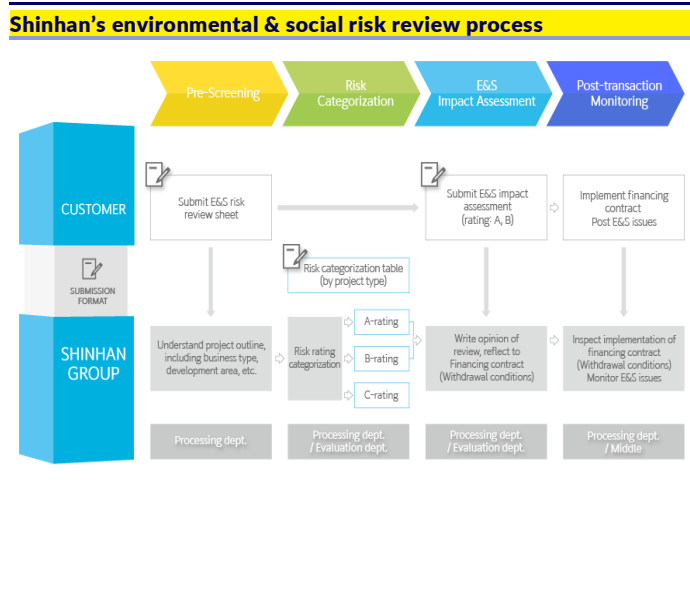 Shinhan's environmental & social risk review process
Pre-Screening
Risk
Categorization
E&S
Impact Assessment
Post-transaction
Monitoring
CUSTOMER
Submit E&S risk
review sheet
Submit E&S impact
assessment
(rating: A, B)
Implement financing
contract
Post E&S issues
SUBMISSION
FORMAT
Risk categorization table
(by project type)
SHINHAN
GROUP
Understand project outline,
including business type,
development area, etc.
Risk rating
categorization
A-rating
B-rating
C-rating
Write opinion of
review, reflect to
Financing contract
(Withdrawal conditions)
Inspect implementation of
financing contract
(Withdrawal conditions)
Monitor E&S issues
Processing dept.
Processing dept.
/ Evaluation dept.
Processing dept.
/ Evaluation dept.
Processing dept.
/ Middle